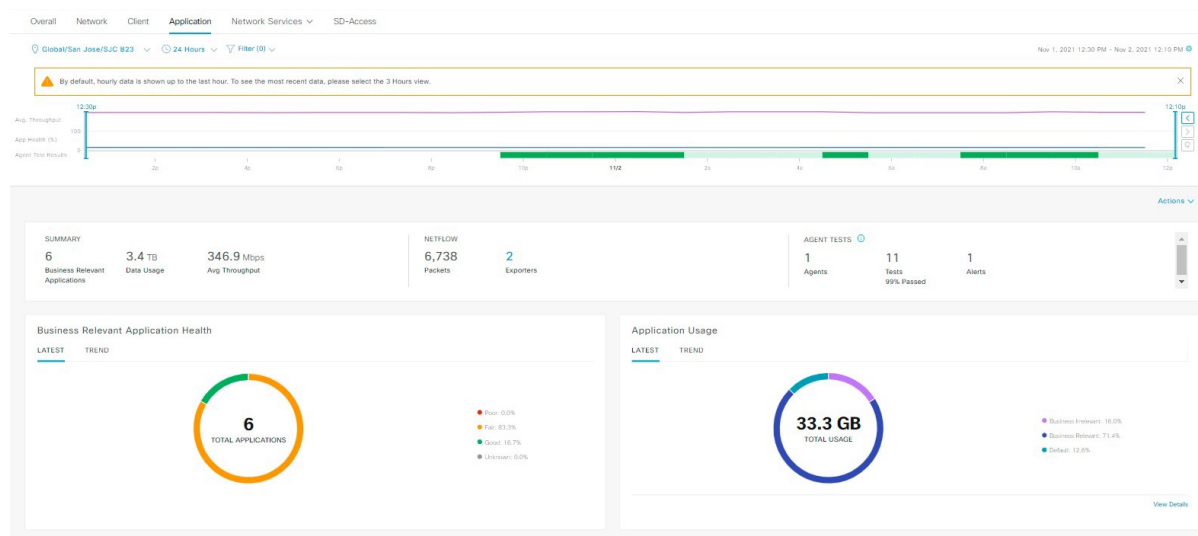 Overall Network Client Application Network Services SD-Access
Global/San Jose/SJC B23 24 Hours Filter (0) Nov 1, 2021 12:30 PM - Nov 2, 2021 12:10 PM
By default, hourly data is shown up to the last hour. To see the most recent data, please select the 3 Hours view.
12:30p 12:10p
Avg. Throughput
100
App Health (%)
0
Agent Test Results
2p 4p 6p 8p 10p 11/2 2a 4a 6a 8a 10a 12p
Actions
SUMMARY NETFLOW AGENT TESTS
6 3.4 TB 346.9 Mbps 6,738 2 1 11 1
Business Relevant Applications Data Usage Avg Throughput Packets Exporters Agents Tests Alerts
99% Passed
Business Relevant Application Health
LATEST TREND
6
TOTAL APPLICATIONS
Poor: 0.0%
Fair: 83.3%
Good: 16.7%
Unknown: 0.0%
Application Usage
LATEST TREND
33.3 GB
TOTAL USAGE
Business Irrelevant: 16.0%
Business Relevant: 71.4%
Default: 12.6%
View Details